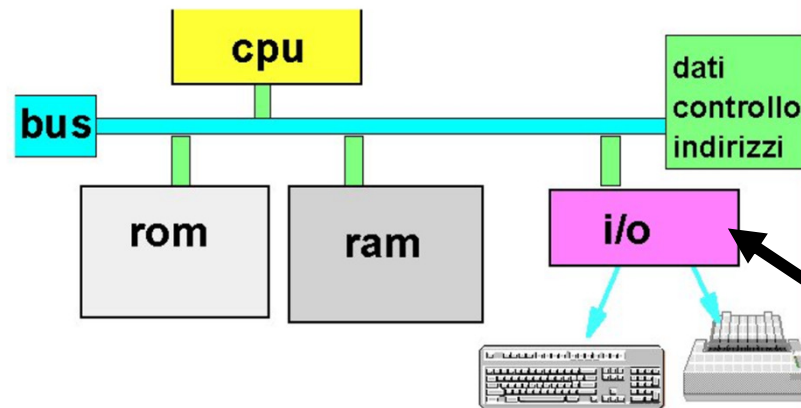 cpu
bus
dati
controllo
indirizzi
rom
ram
i/o